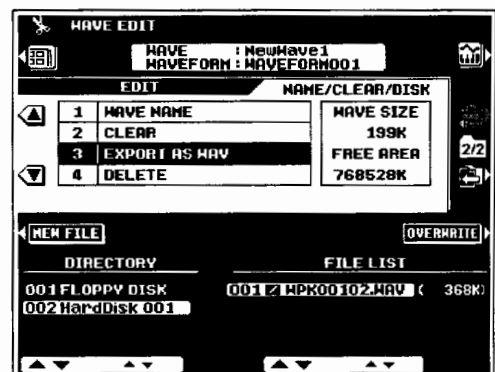 WAVE EDIT
WAVE : NewWave1
WAVEFORM : WAVEFORM001
EDIT NAME/CLEAR/DISK
1 WAVE NAME WAVE SIZE
2 CLEAR 199K
3 EXPORT AS WAV FREE AREA
2/2
4 DELETE 768528K
NEW FILE OVERWRITE
DIRECTORY FILE LIST
001 FLOPPY DISK 001 WPK00102.WAV ( 368K)
002 HardDisk 001